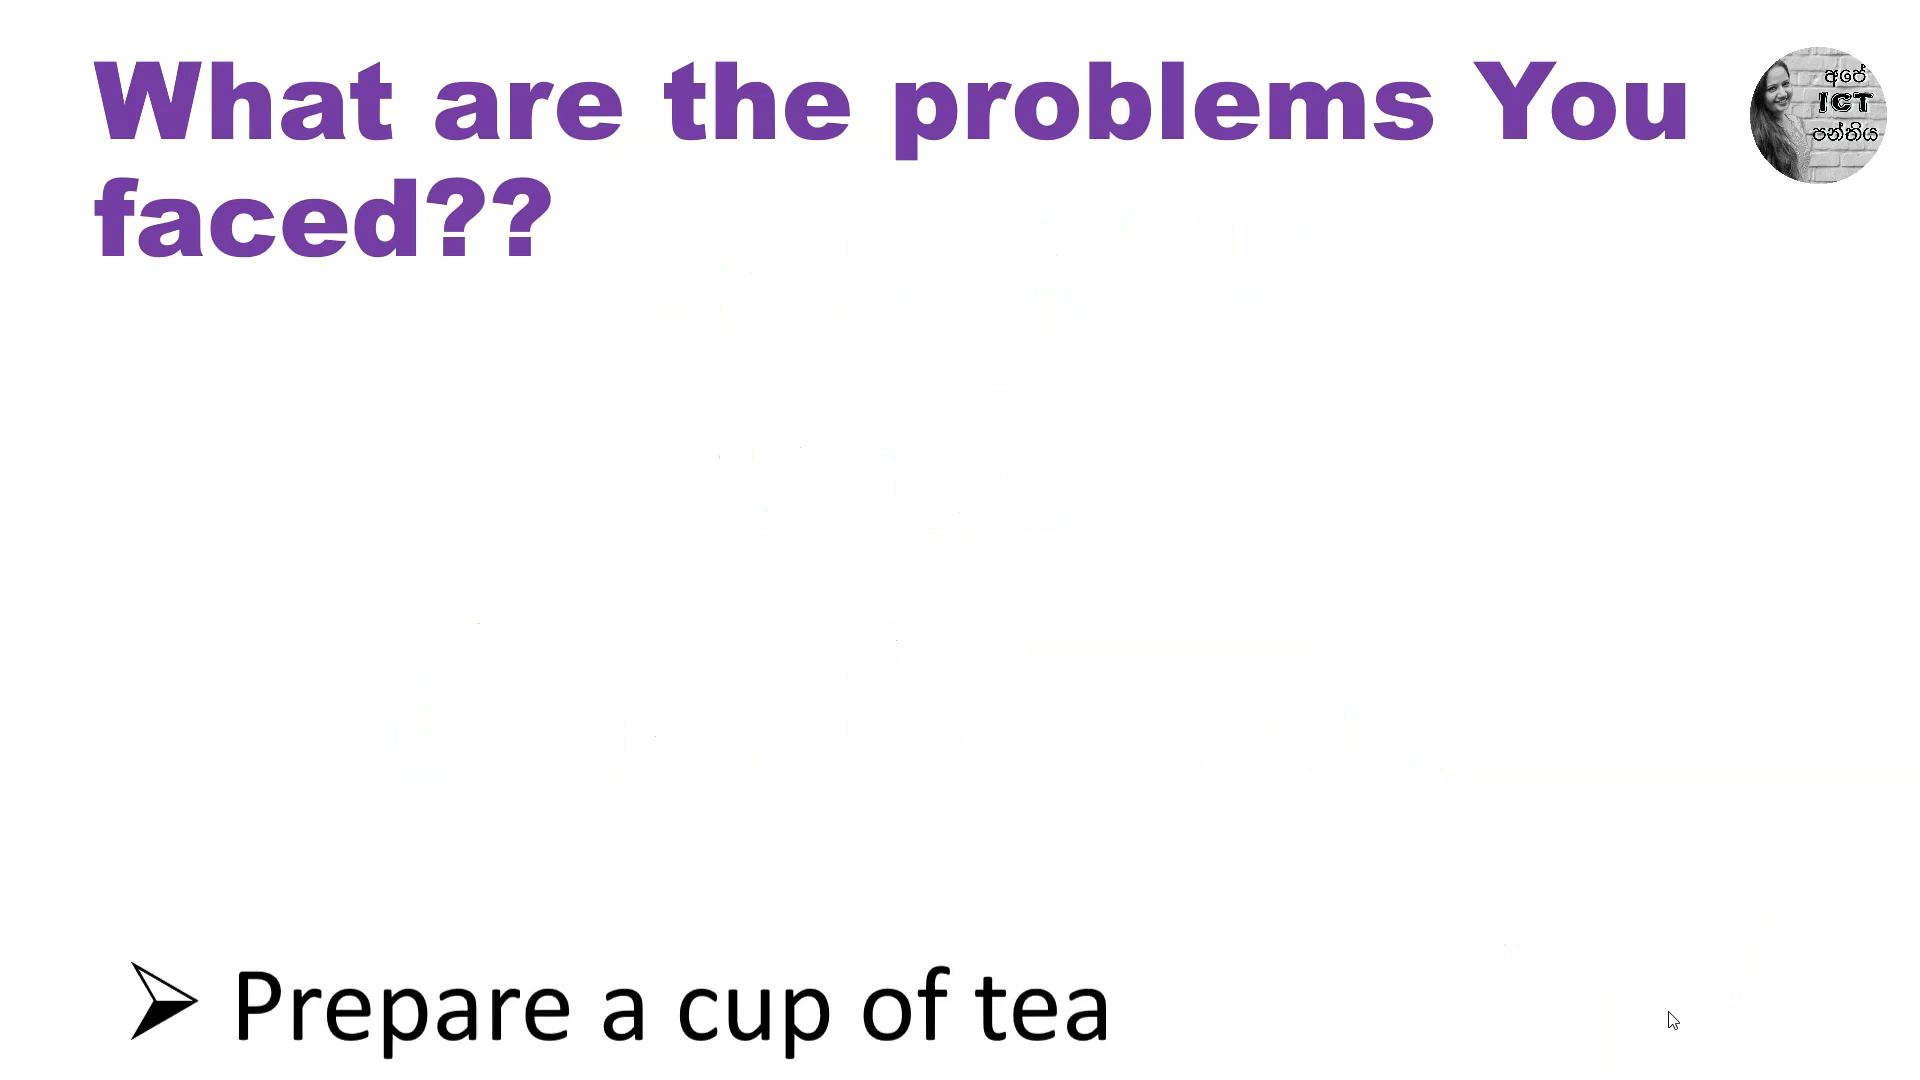 What are the problems You
faced??
අපේ
ICT
පන්තිය
Prepare a cup of tea